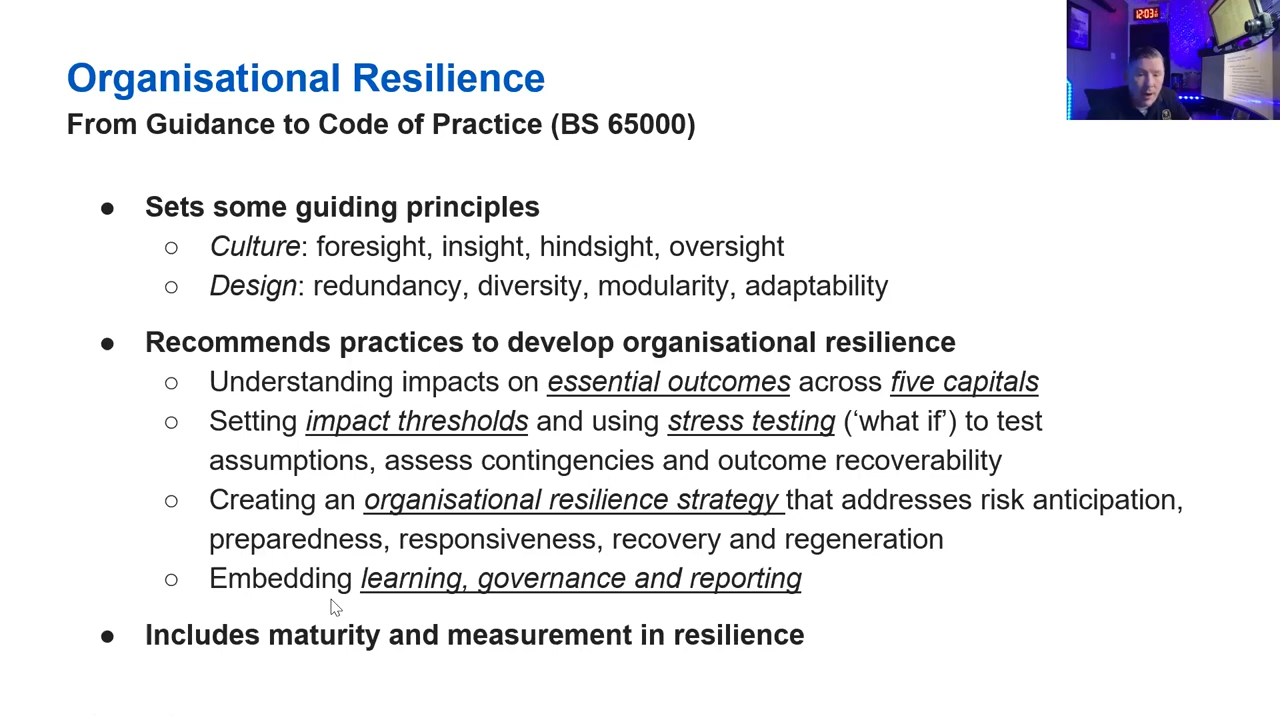 Organisational Resilience
12:03
From Guidance to Code of Practice (BS 65000)
● Sets some guiding principles
○ Culture: foresight, insight, hindsight, oversight
○ Design: redundancy, diversity, modularity, adaptability
● Recommends practices to develop organisational resilience
○ Understanding impacts on essential outcomes across five capitals
○ Setting impact thresholds and using stress testing (‘what if’) to test
assumptions, assess contingencies and outcome recoverability
○ Creating an organisational resilience strategy that addresses risk anticipation,
preparedness, responsiveness, recovery and regeneration
○ Embedding learning, governance and reporting
● Includes maturity and measurement in resilience